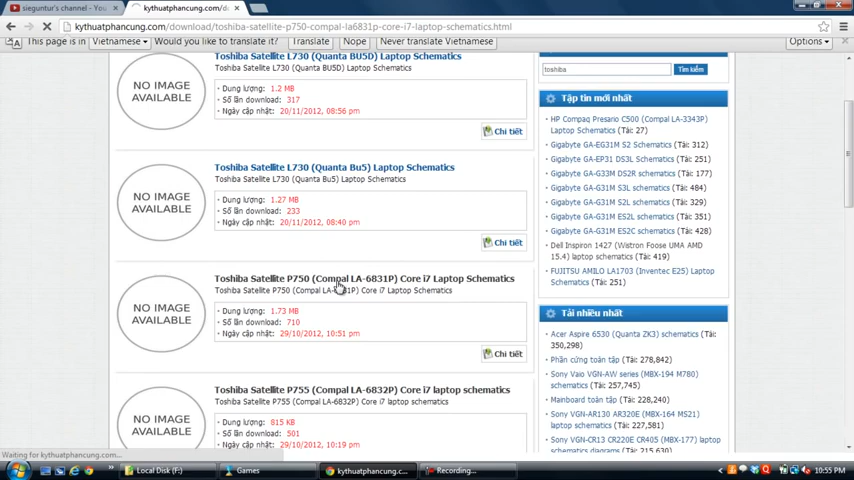 sieguntur's channel - You
kythuatphancung.com/d
kythuatphancung.com/download/toshiba-satellite-p750-compal-la6831p-core-i7-laptop-schematics.html
This page is in Vietnamese Would you like to translate it? Translate Nope Never translate Vietnamese Options
NO IMAGE
AVAILABLE
Toshiba Satellite L730 (Quanta BU5D) Laptop Schematics
Toshiba Satellite L730 (Quanta BU5D) Laptop Schematics
Dung lượng: 1.2 MB
Số lần download: 317
Ngày cập nhật: 20/11/2012, 08:56 pm
Chi tiết
NO IMAGE
AVAILABLE
Toshiba Satellite L730 (Quanta Bu5) Laptop Schematics
Toshiba Satellite L730 (Quanta Bu5) Laptop Schematics
Dung lượng: 1.27 MB
Số lần download: 233
Ngày cập nhật: 20/11/2012, 08:40 pm
Chi tiết
NO IMAGE
AVAILABLE
Toshiba Satellite P750 (Compal LA-6831P) Core i7 Laptop Schematics
Toshiba Satellite P750 (Compal LA- 31P) Core i7 Laptop Schematics
Dung lượng: 1.73 MB
Số lần download: 710
Ngày cập nhật: 29/10/2012, 10:51 pm
Chi tiết
NO IMAGE
AVAILABLE
Toshiba Satellite P755 (Compal LA-6832P) Core i7 laptop schematics
Toshiba Satellite P755 (Compal LA-6832P) Core i7 laptop schematics
Dung lượng: 815 KB
Số lần download: 501
Ngày cập nhật: 29/10/2012, 10:19 pm
toshiba Tìm kiếm
Tập tin mới nhất
HP Compaq Presario C500 (Compal LA-3343P)
Laptop Schematics (Tải: 27)
Gigabyte GA-EG31M S2 Schematics (Tải: 312)
Gigabyte GA-EP31 DS3L Schematics (Tải: 251)
Gigabyte GA-G33M DS2R schematics (Tải: 177)
Gigabyte GA-G31M S3L schematics (Tải: 484)
Gigabyte GA-G31M S2L schematics (Tải: 329)
Gigabyte GA-G31M ES2L schematics (Tải: 351)
Gigabyte GA-G31M ES2C schematics (Tải: 428)
Dell Inspiron 1427 (Wistron Foose UMA AMD
15.4) laptop schematics (Tải: 419)
FUJITSU AMILO LA1703 (Inventec E25) Laptop
Schematics (Tải: 251)
Tải nhiều nhất
Acer Aspire 6530 (Quanta ZK3) schematics (Tải:
350,298)
Phần cứng toàn tập (Tải: 278,842)
Sony Vaio VGN-AW series (MBX-194 M780)
schematics (Tải: 257,745)
Mainboard toàn tập (Tải: 228,240)
Sony VGN-AR130 AR320E (MBX-164 MS21)
laptop schematics (Tải: 227,581)
Sony VGN-CR13 CR220E CR405 (MBX-177) laptop
schematics diagrams (Tải: 215,630)
Waiting for kythuatphancung.com...
Local Disk (F:) Games kythuatphancung.c... Recording... 10:55 PM